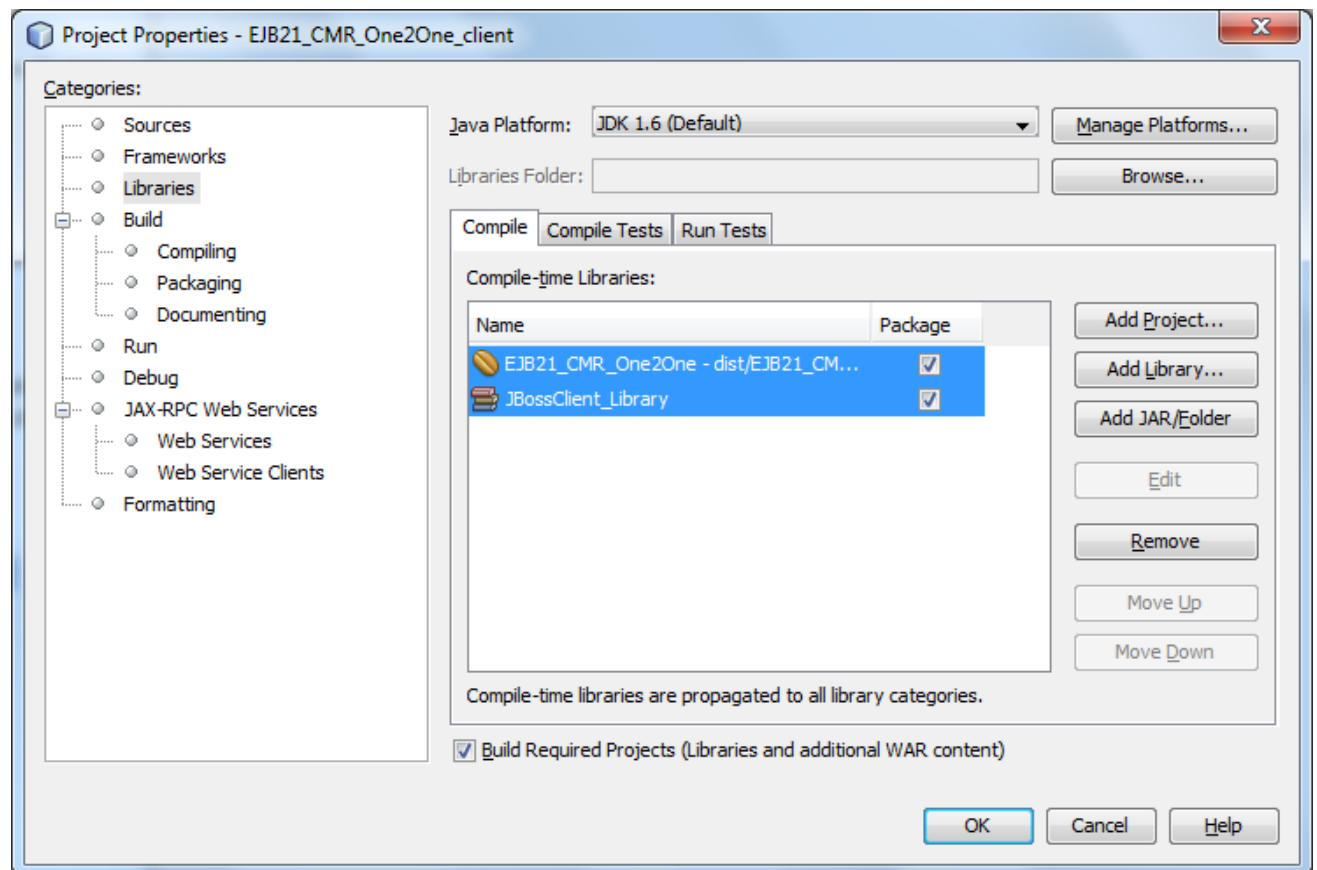 Project Properties - EJB21_CMR_One2One_client
Categories:
Sources
Frameworks
Libraries
Build
Compiling
Packaging
Documenting
Run
Debug
JAX-RPC Web Services
Web Services
Web Service Clients
Formatting
Java Platform: JDK 1.6 (Default) Manage Platforms...
Libraries Folder: Browse...
Compile Compile Tests Run Tests
Compile-time Libraries:
Name Package
EJB21_CMR_One2One - dist/EJB21_CM...
JBossClient_Library
Add Project...
Add Library...
Add JAR/Folder
Edit
Remove
Move Up
Move Down
Compile-time libraries are propagated to all library categories.
Build Required Projects (Libraries and additional WAR content)
OK Cancel Help